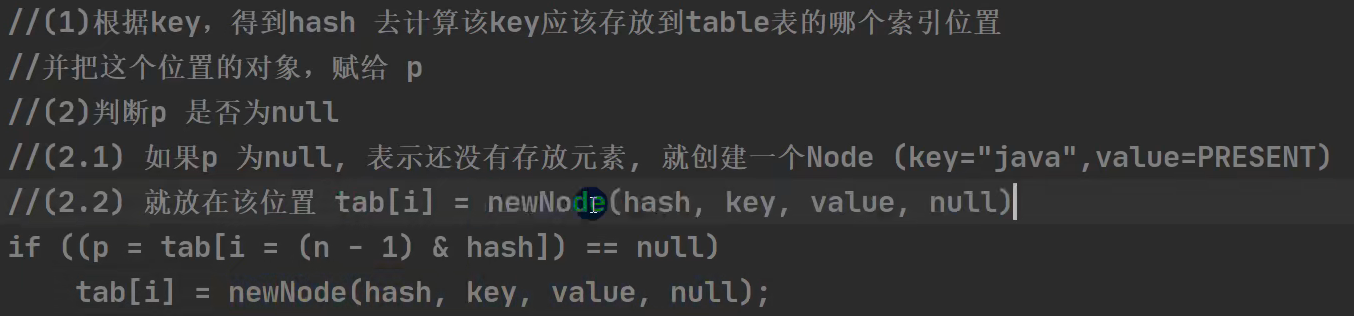 //(1)根据key，得到hash 去计算该key应该存放到table表的哪个索引位置
//并把这个位置的对象，赋给 p
//(2)判断p 是否为null
//(2.1) 如果p 为null, 表示还没有存放元素, 就创建一个Node (key="java",value=PRESENT)
//(2.2) 就放在该位置 tab[i] = newNode(hash, key, value, null)
if ((p = tab[i = (n - 1) & hash]) == null)
    tab[i] = newNode(hash, key, value, null);